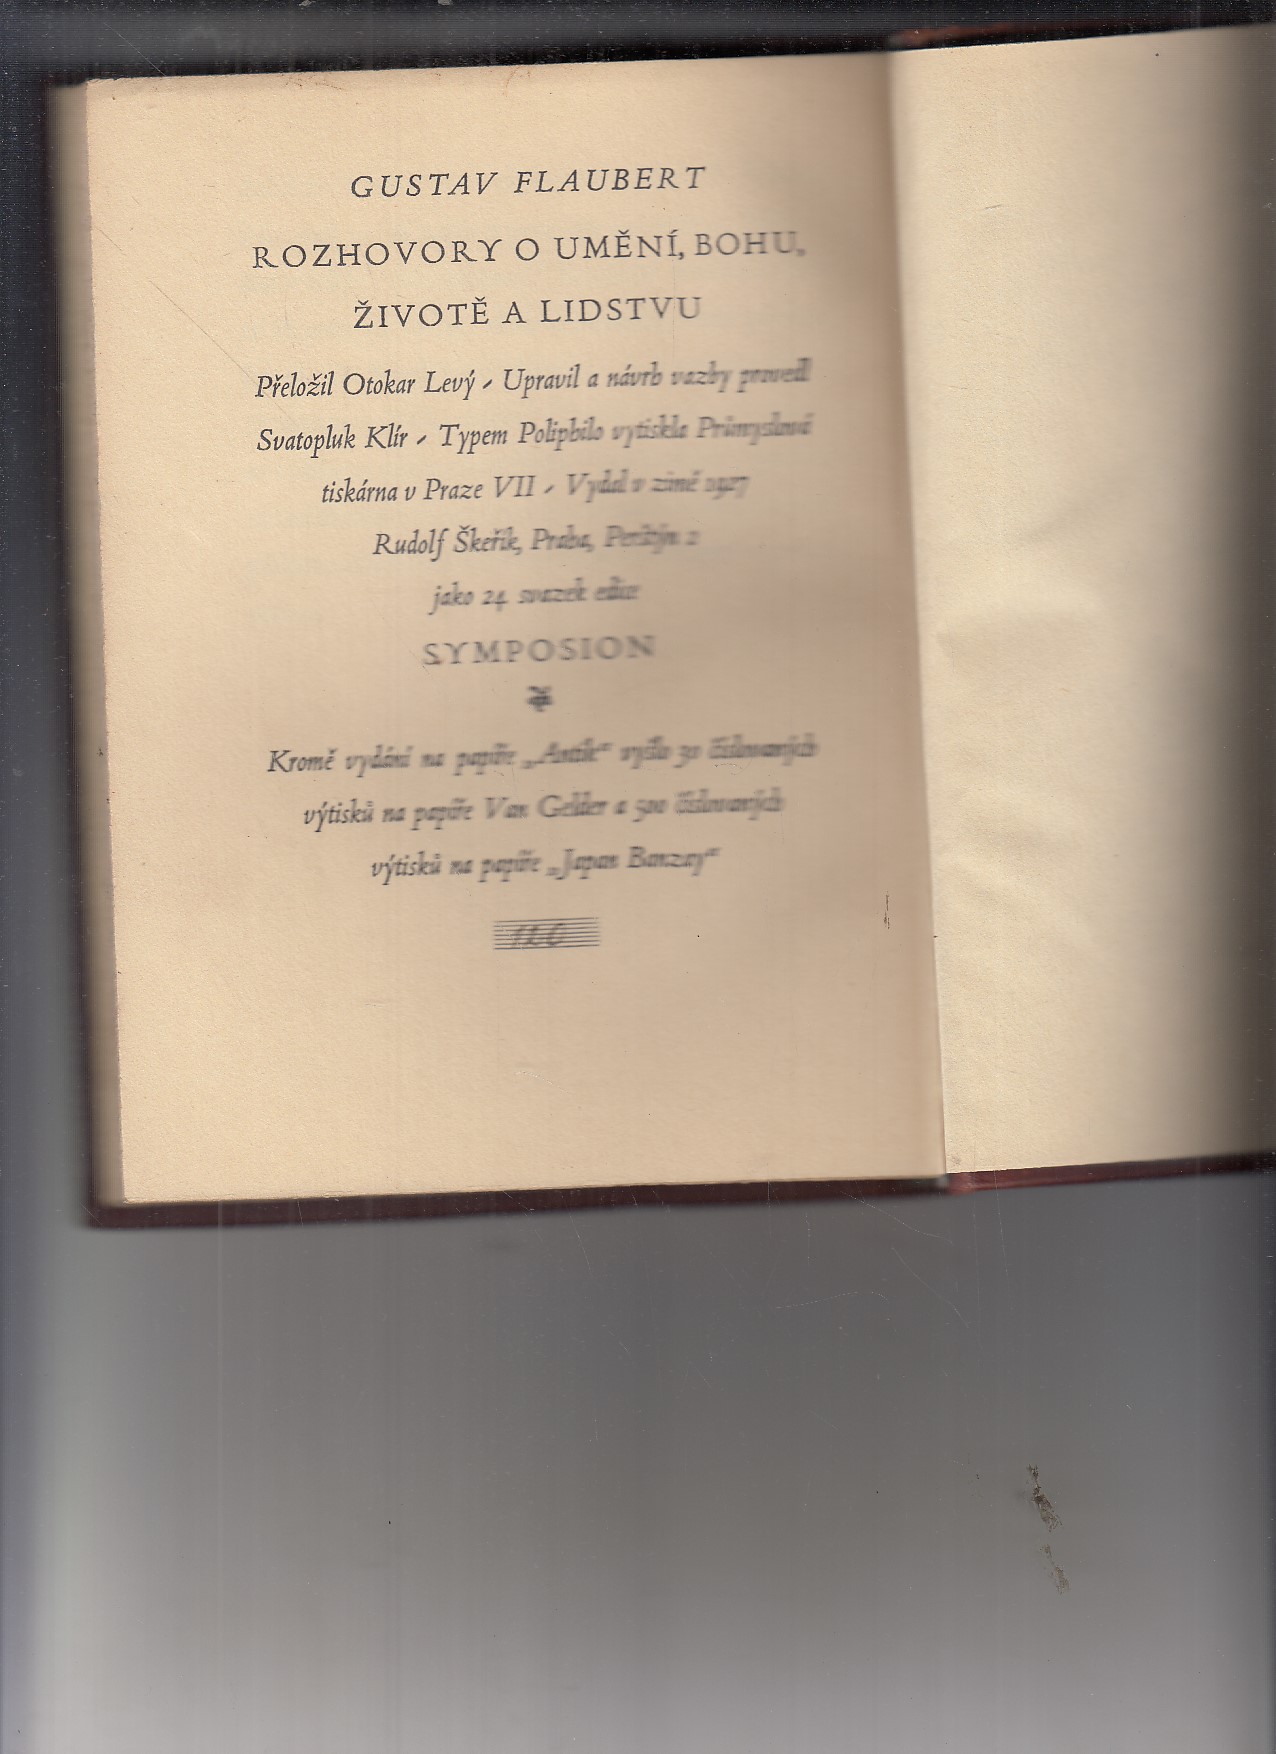 GUSTAV FLAUBERT
ROZHOVORY O UMĚNÍ, BOHU,
ŽIVOTĚ A LIDSTVU
Přeložil Otokar Levý - Upravil a návrh vazby provedl
Svatopluk Klír - Typem Poliphilo vytiskla Průmyslová
tiskárna v Praze VII - Vydal v zimě 1927
Rudolf Škeřík, Praha, Perštýn 2
jako 24 svazek edice
SYMPOSION
Kromě vydání na papíře „Antik“ vyšlo 30 číslovaných
výtisků na papíře Van Gelder a 500 číslovaných
výtisků na papíře „Japan Banzay“